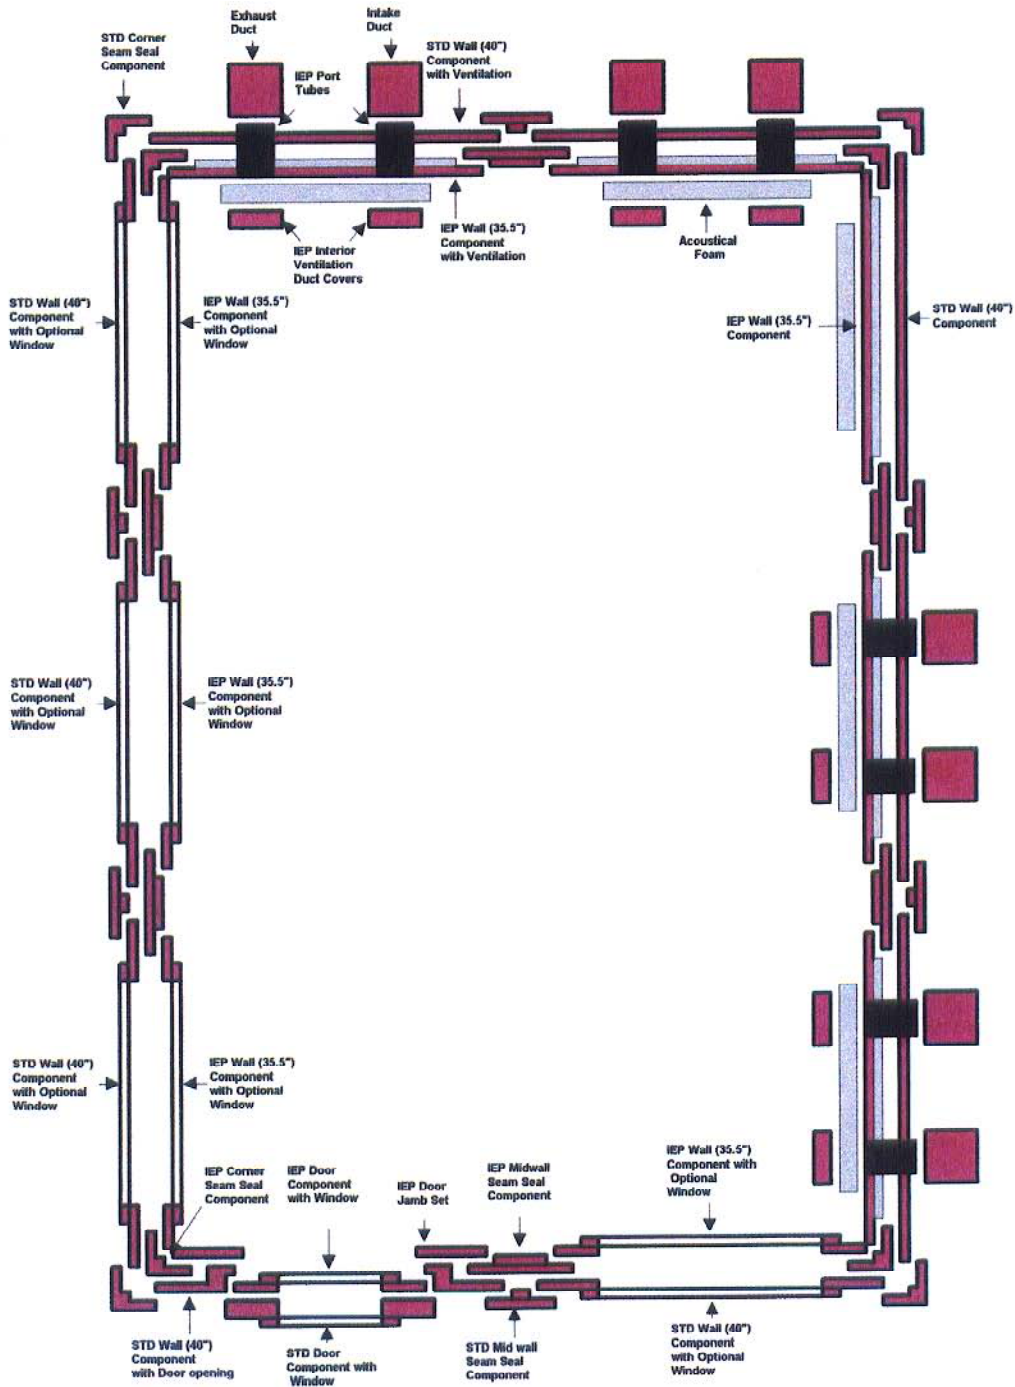 Exhaust
Duct
Intake
Duct
STD Corner
Seam Seal
Component
IEP Port
Tubes
STD Wall (40")
Component
with Ventilation
IEP Interior
Ventilation
Duct Covers
IEP Wall (35.5")
Component
with Ventilation
Acoustical
Foam
STD Wall (40")
Component
with Optional
Window
IEP Wall (35.5")
Component
with Optional
Window
IEP Wall (35.5")
Component
STD Wall (40")
Component
STD Wall (40")
Component
with Optional
Window
IEP Wall (35.5")
Component
with Optional
Window
STD Wall (40")
Component
with Optional
Window
IEP Wall (35.5")
Component
with Optional
Window
IEP Corner
Seam Seal
Component
IEP Door
Component
with Window
IEP Door
Jamb Set
IEP Midwall
Seam Seal
Component
IEP Wall (35.5")
Component with
Optional
Window
STD Wall (40")
Component
with Door opening
STD Door
Component with
Window
STD Mid wall
Seam Seal
Component
STD Wall (40")
Component
with Optional
Window